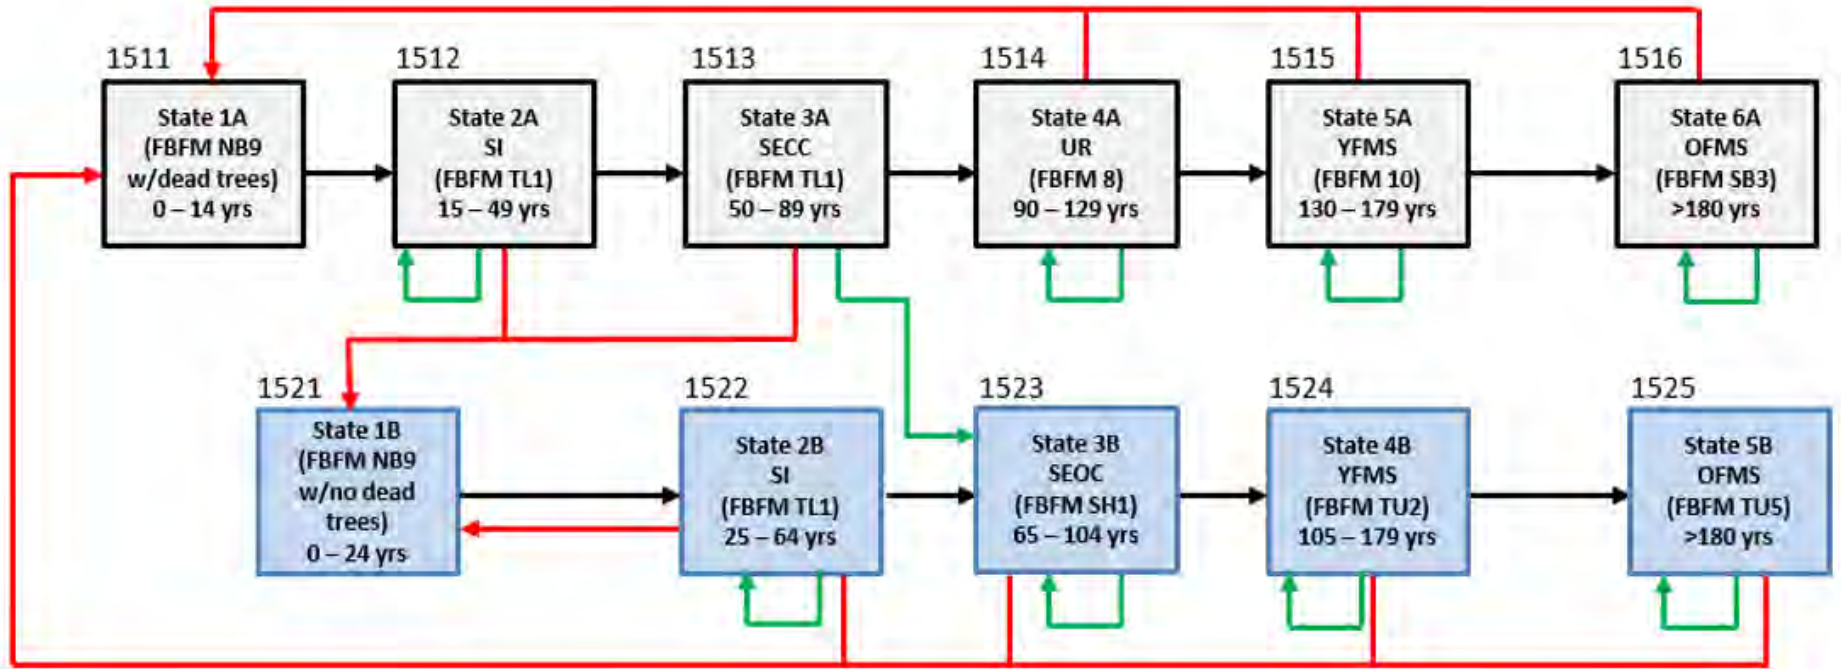 1511
State 1A
(FBFM NB9
w/dead trees)
0 – 14 yrs
1512
State 2A
SI
(FBFM TL1)
15 – 49 yrs
1513
State 3A
SECC
(FBFM TL1)
50 – 89 yrs
1514
State 4A
UR
(FBFM 8)
90 – 129 yrs
1515
State 5A
YFMS
(FBFM 10)
130 – 179 yrs
1516
State 6A
OFMS
(FBFM SB3)
>180 yrs
1521
State 1B
(FBFM NB9
w/no dead
trees)
0 – 24 yrs
1522
State 2B
SI
(FBFM TL1)
25 – 64 yrs
1523
State 3B
SEOC
(FBFM SH1)
65 – 104 yrs
1524
State 4B
YFMS
(FBFM TU2)
105 – 179 yrs
1525
State 5B
OFMS
(FBFM TU5)
>180 yrs